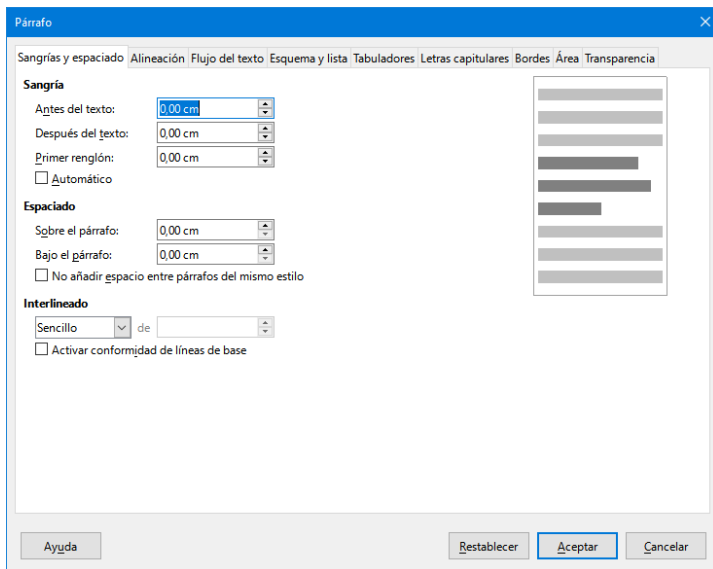 Párrafo
Sangrías y espaciado Alineación Flujo del texto Esquema y lista Tabuladores Letras capitulares Bordes Área Transparencia
Sangría
Antes del texto: 0,00 cm
Después del texto: 0,00 cm
Primer renglón: 0,00 cm
Automático
Espaciado
Sobre el párrafo: 0,00 cm
Bajo el párrafo: 0,00 cm
No añadir espacio entre párrafos del mismo estilo
Interlineado
Sencillo de
Activar conformidad de líneas de base
Ayuda Restablecer Aceptar Cancelar